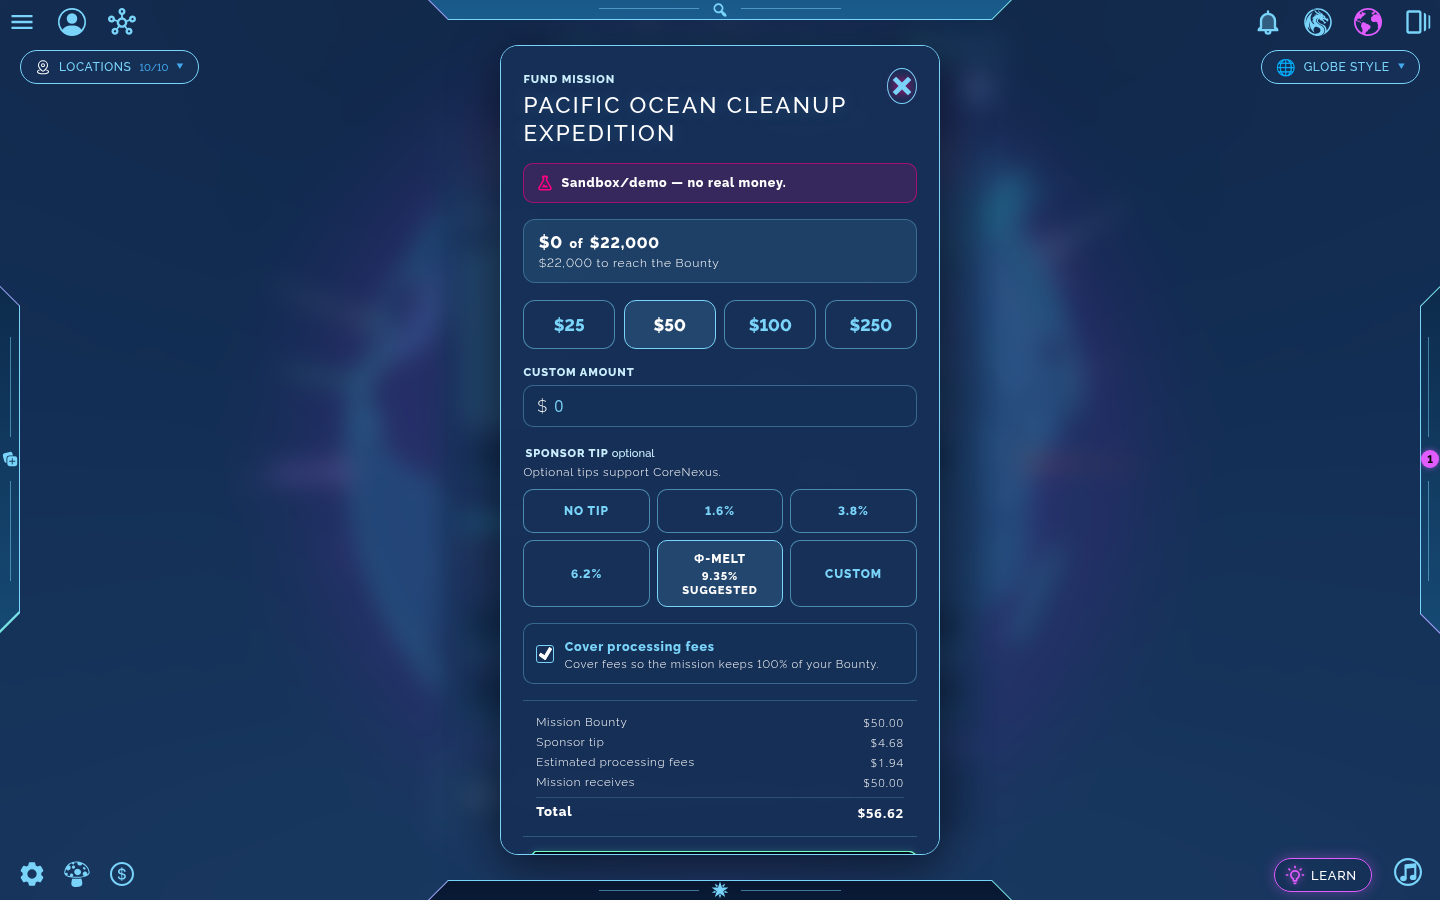 LOCATIONS 10/10
GLOBE STYLE
FUND MISSION
PACIFIC OCEAN CLEANUP
EXPEDITION
Sandbox/demo — no real money.
$0 of $22,000
$22,000 to reach the Bounty
$25 $50 $100 $250
CUSTOM AMOUNT
$ 0
SPONSOR TIP optional
Optional tips support CoreNexus.
NO TIP 1.6% 3.8%
6.2% Φ-MELT CUSTOM
9.35%
SUGGESTED
Cover processing fees
Cover fees so the mission keeps 100% of your Bounty.
Mission Bounty $50.00
Sponsor tip $4.68
Estimated processing fees $1.94
Mission receives $50.00
Total $56.62
1
$
LEARN